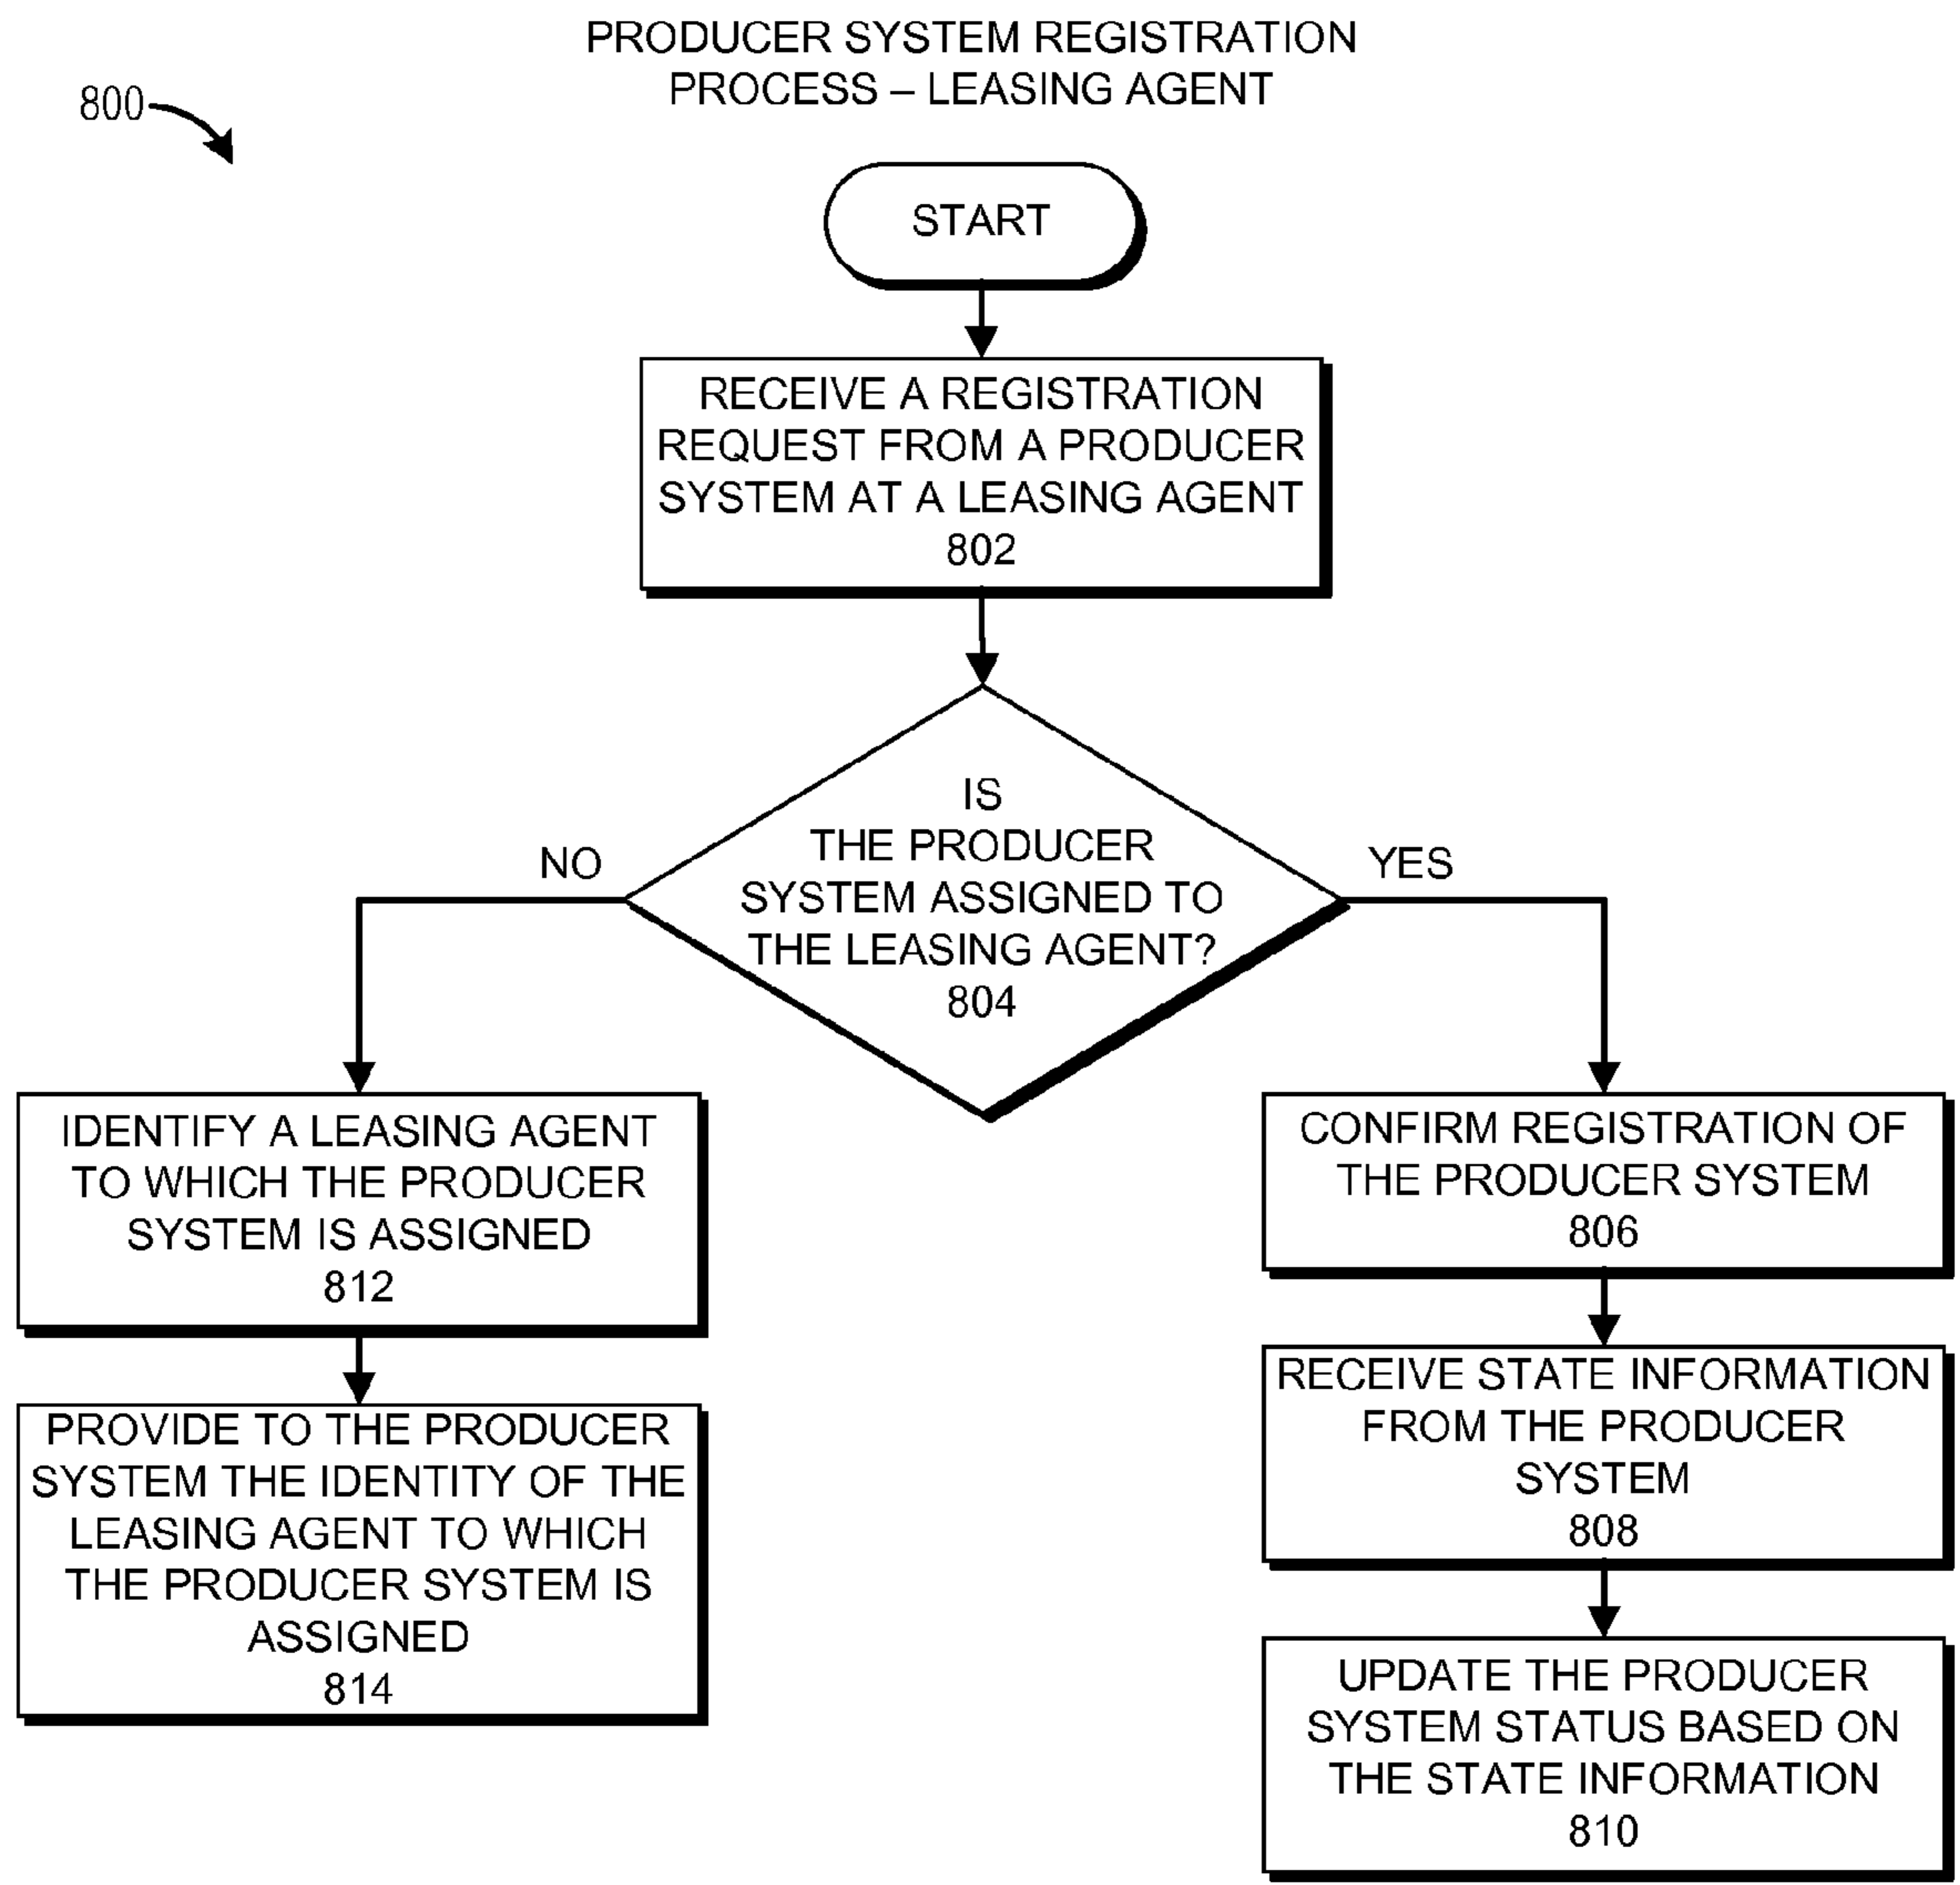 PRODUCER SYSTEM REGISTRATION
PROCESS – LEASING AGENT
800
START
RECEIVE A REGISTRATION
REQUEST FROM A PRODUCER
SYSTEM AT A LEASING AGENT
802
IS
THE PRODUCER
SYSTEM ASSIGNED TO
THE LEASING AGENT?
804
NO
YES
IDENTIFY A LEASING AGENT
TO WHICH THE PRODUCER
SYSTEM IS ASSIGNED
812
PROVIDE TO THE PRODUCER
SYSTEM THE IDENTITY OF THE
LEASING AGENT TO WHICH
THE PRODUCER SYSTEM IS
ASSIGNED
814
CONFIRM REGISTRATION OF
THE PRODUCER SYSTEM
806
RECEIVE STATE INFORMATION
FROM THE PRODUCER
SYSTEM
808
UPDATE THE PRODUCER
SYSTEM STATUS BASED ON
THE STATE INFORMATION
810